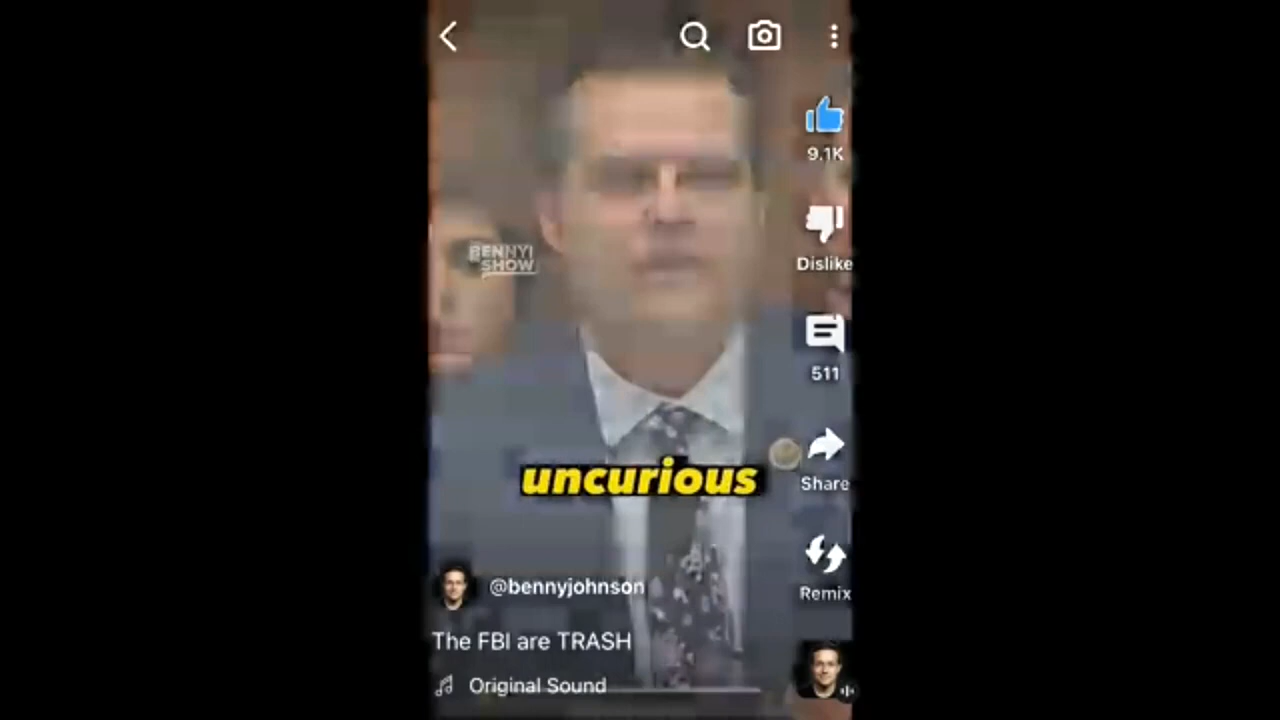 9.1K
BENNY
SHOW
Dislike
511
uncurious
Share
@bennyjohnson
Remix
The FBI are TRASH
Original Sound